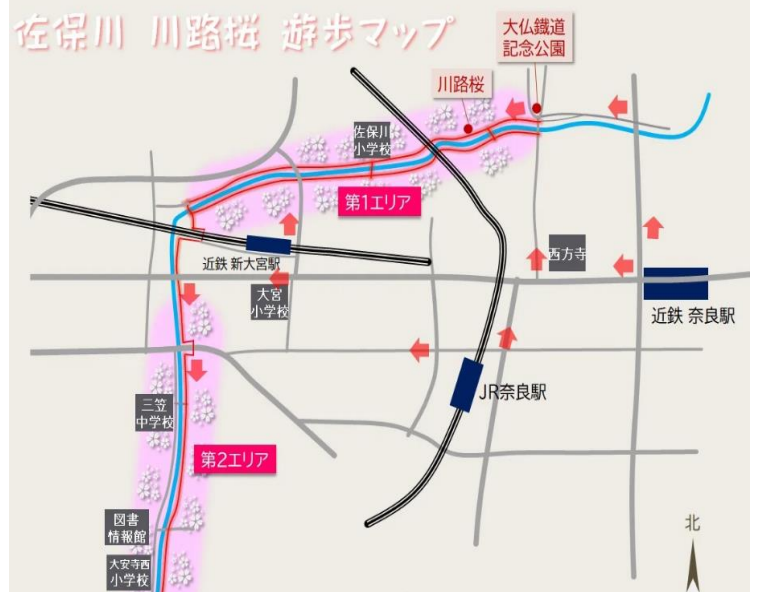 佐保川 川路桜 遊歩マップ
大仏鐵道
記念公園
川路桜
佐保川
小学校
第1エリア
近鉄 新大宮駅
西方寺
大宮
小学校
近鉄 奈良駅
JR奈良駅
三笠
中学校
第2エリア
図書
情報館
大安寺西
小学校
北